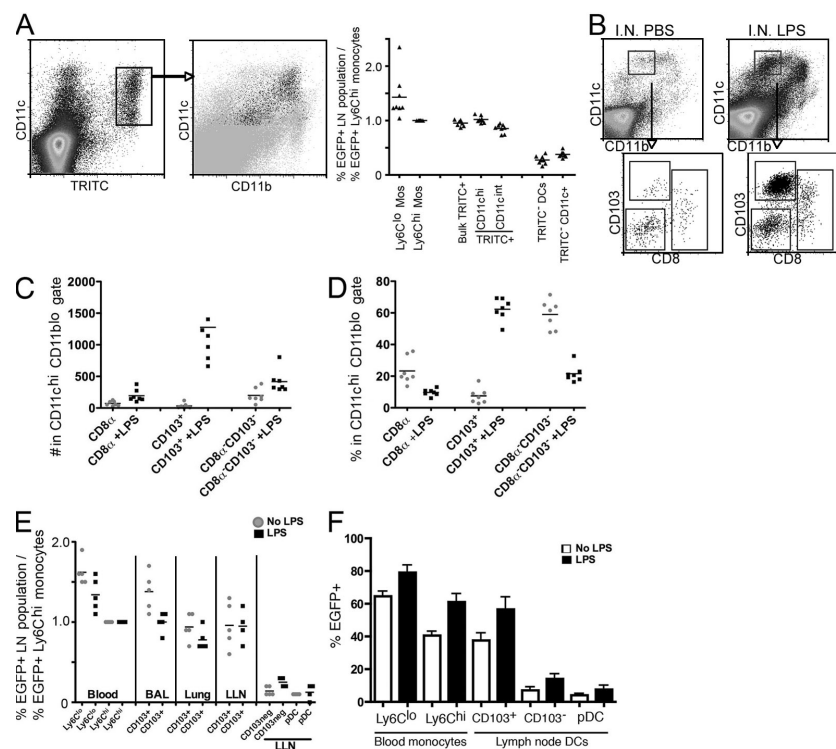 A
CD11c
TRITC
CD11c
CD11b
% EGFP+ LN population /
% EGFP+ Ly6Chi Mos
2.0
1.0
0
Ly6Clo Mos
Ly6Chi Mos
Bulk TRITC+
CD11chi
CD11cint
TRITC+
TRITC- DCs
TRITC- CD11c+
B
I.N. PBS
I.N. LPS
CD11c
CD11b
CD11c
CD11b
CD103
CD8
CD103
CD8
C
# in CD11chi CD11blo gate
2000
1500
1000
500
0
CD8α
CD8α +LPS
CD103+
CD103+ +LPS
CD8α-CD103-
CD8α-CD103- +LPS
D
% in CD11chi CD11blo gate
80
60
40
20
0
CD8α
CD8α +LPS
CD103+
CD103+ +LPS
CD8α-CD103-
CD8α-CD103- +LPS
E
No LPS
LPS
% EGFP+ LN population /
% EGFP+ Ly6Chi monocytes
2.0
1.0
0
Blood
BAL
Lung
LLN
Ly6Clo
Ly6Clo
Ly6Chi
Ly6Chi
CD103+
CD103+
CD103+
CD103+
CD103+
CD103+
CD103neg
CD103neg
pDC
pDC
LLN
F
No LPS
LPS
% EGFP+
100
80
60
40
20
0
Ly6Clo
Ly6Chi
CD103+
CD103-
pDC
Blood monocytes
Lymph node DCs